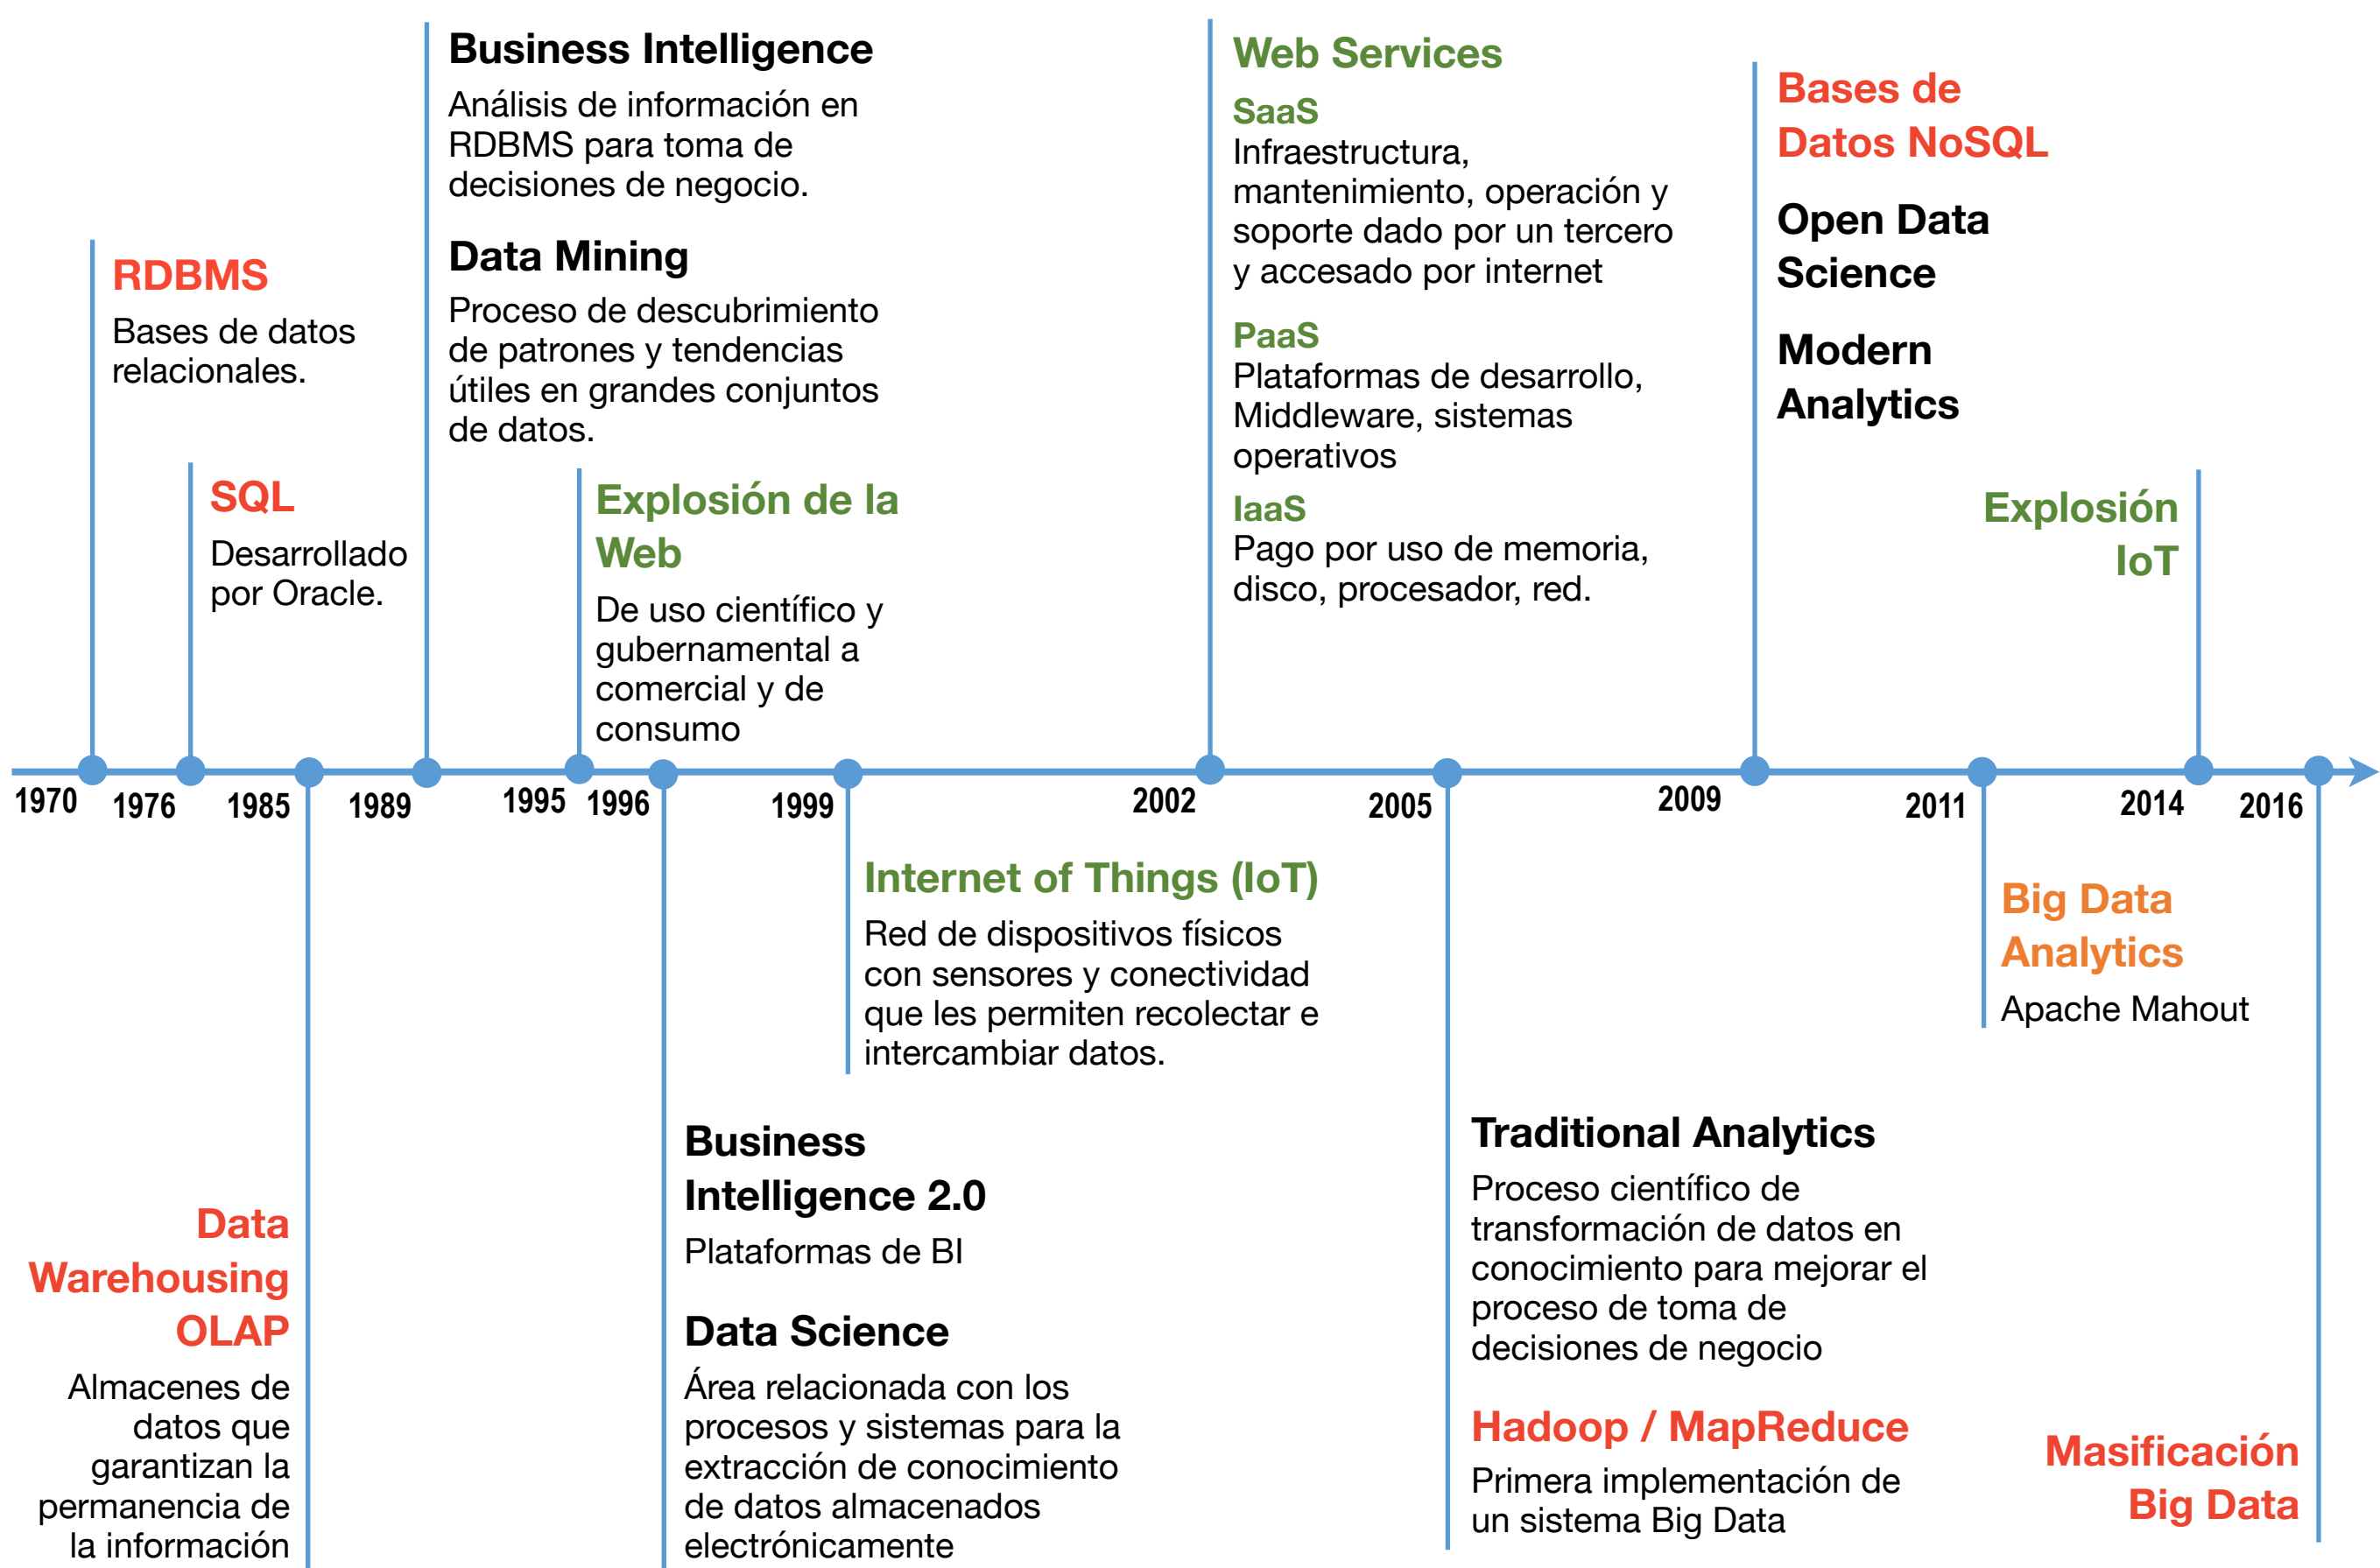 Business Intelligence
Análisis de información en
RDBMS para toma de
decisiones de negocio.
Data Mining
Proceso de descubrimiento
de patrones y tendencias
útiles en grandes conjuntos
de datos.
RDBMS
Bases de datos
relacionales.
SQL
Desarrollado
por Oracle.
Explosión de la
Web
De uso científico y
gubernamental a
comercial y de
consumo
Web Services
SaaS
Infraestructura,
mantenimiento, operación y
soporte dado por un tercero
y accesado por internet
PaaS
Plataformas de desarrollo,
Middleware, sistemas
operativos
IaaS
Pago por uso de memoria,
disco, procesador, red.
Bases de
Datos NoSQL
Open Data
Science
Modern
Analytics
Explosión
IoT
1970 1976 1985 1989 1995 1996 1999 2002 2005 2009 2011 2014 2016
Data
Warehousing
OLAP
Almacenes de
datos que
garantizan la
permanencia de
la información
Internet of Things (IoT)
Red de dispositivos físicos
con sensores y conectividad
que les permiten recolectar e
intercambiar datos.
Business
Intelligence 2.0
Plataformas de BI
Data Science
Área relacionada con los
procesos y sistemas para la
extracción de conocimiento
de datos almacenados
electrónicamente
Traditional Analytics
Proceso científico de
transformación de datos en
conocimiento para mejorar el
proceso de toma de
decisiones de negocio
Hadoop / MapReduce
Primera implementación de
un sistema Big Data
Big Data
Analytics
Apache Mahout
Masificación
Big Data